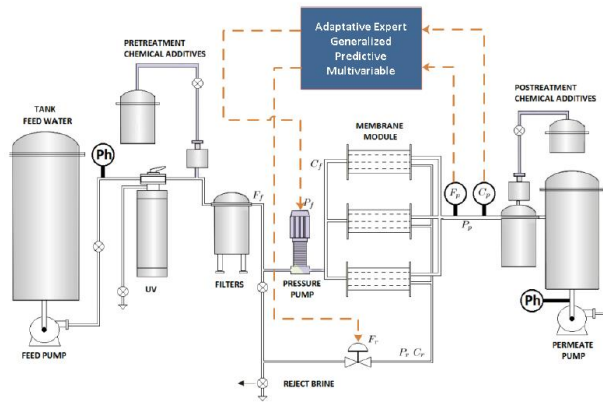 Adaptative Expert
Generalized
Predictive
Multivariable
PRETREATMENT
CHEMICAL ADDITIVES
POSTREATMENT
CHEMICAL ADDITIVES
TANK
FEED WATER
MEMBRANE
MODULE
Ph
C_f
F_f
P_f
F_p
C_p
P_p
UV
FILTERS
PRESSURE
PUMP
Ph
FEED PUMP
F_r
P_r C_r
PERMEATE
PUMP
REJECT BRINE